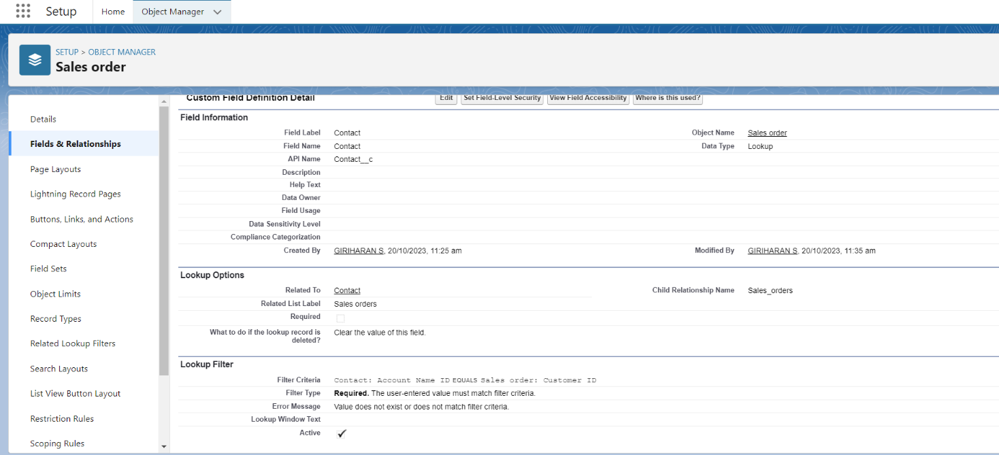 Setup Home Object Manager
SETUP > OBJECT MANAGER
Sales order
Details
Fields & Relationships
Page Layouts
Lightning Record Pages
Buttons, Links, and Actions
Compact Layouts
Field Sets
Object Limits
Record Types
Related Lookup Filters
Search Layouts
List View Button Layout
Restriction Rules
Scoping Rules
Custom Field Definition Detail Edit Set Field-Level Security View Field Accessibility Where is this used?
Field Information
Field Label Contact Object Name Sales order
Field Name Contact Data Type Lookup
API Name Contact__c
Description
Help Text
Data Owner
Field Usage
Data Sensitivity Level
Compliance Categorization
Created By GIRIHARAN S, 20/10/2023, 11:25 am Modified By GIRIHARAN S, 20/10/2023, 11:35 am
Lookup Options
Related To Contact Child Relationship Name Sales_orders
Related List Label Sales orders
Required
What to do if the lookup record is Clear the value of this field.
deleted?
Lookup Filter
Filter Criteria Contact: Account Name ID EQUALS Sales order: Customer ID
Filter Type Required. The user-entered value must match filter criteria.
Error Message Value does not exist or does not match filter criteria.
Lookup Window Text
Active